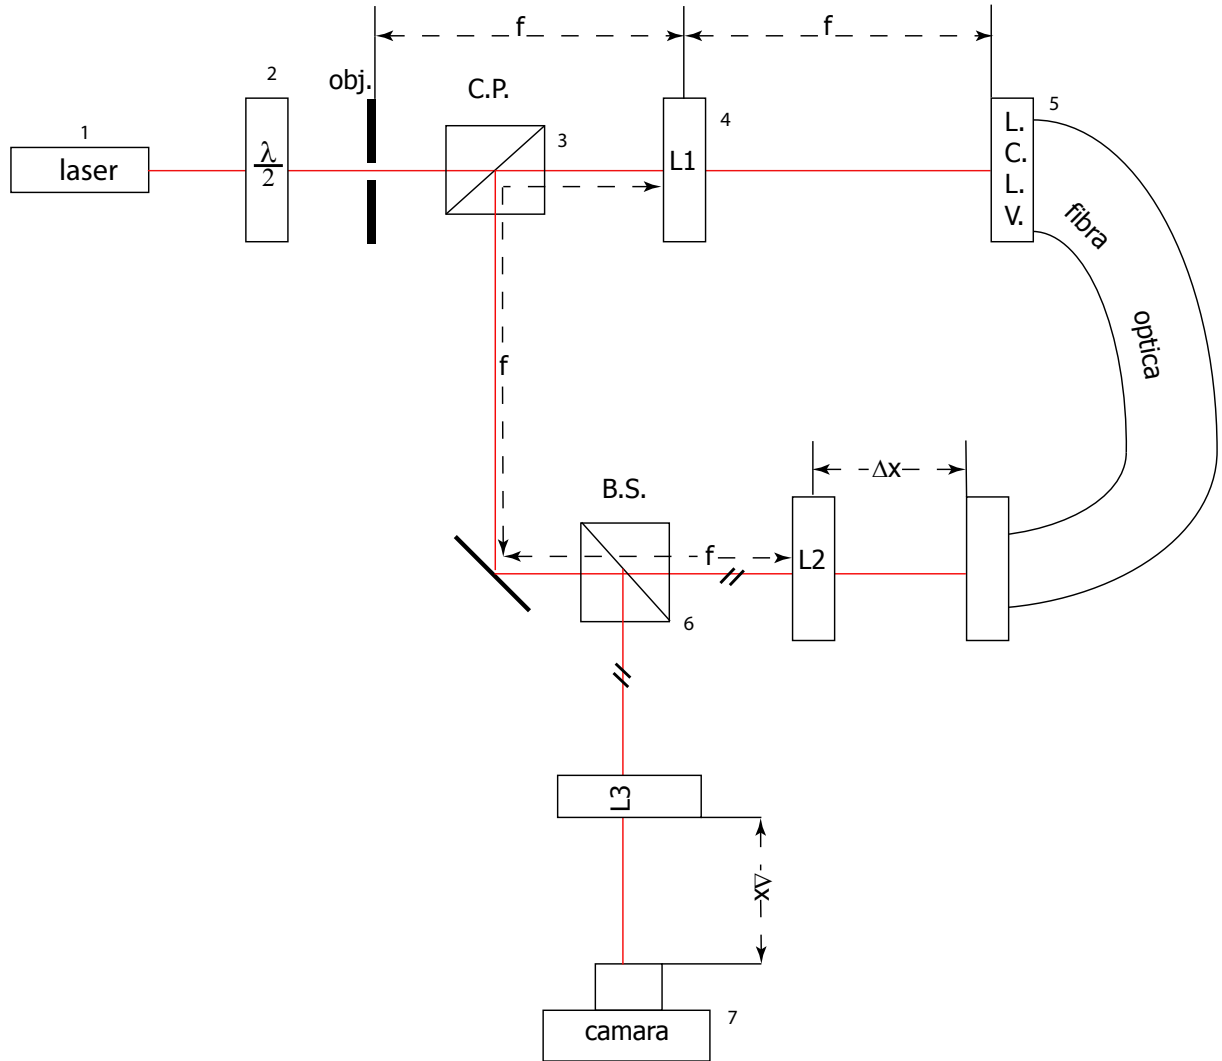 f
f
2
obj.
C.P.
5
1
laser
λ/2
3
4
L1
L.
C.
L.
V.
fibra
optica
f
B.S.
Δx
f
L2
6
L3
Δx
camara
7